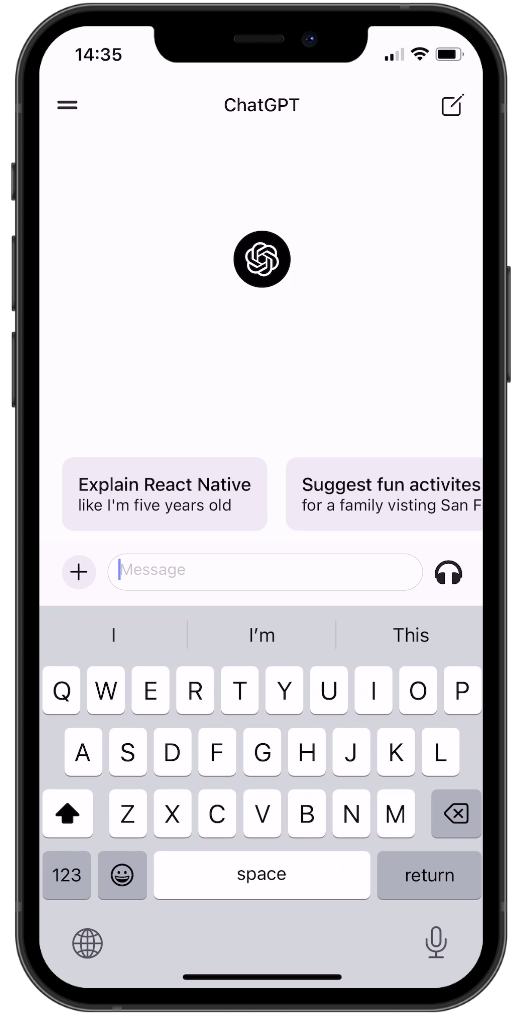 14:35
ChatGPT
Explain React Native
like I'm five years old
Suggest fun activites
for a family visting San F
Message
I
I'm
This
Q W E R T Y U I O P
A S D F G H J K L
Z X C V B N M
123
space
return